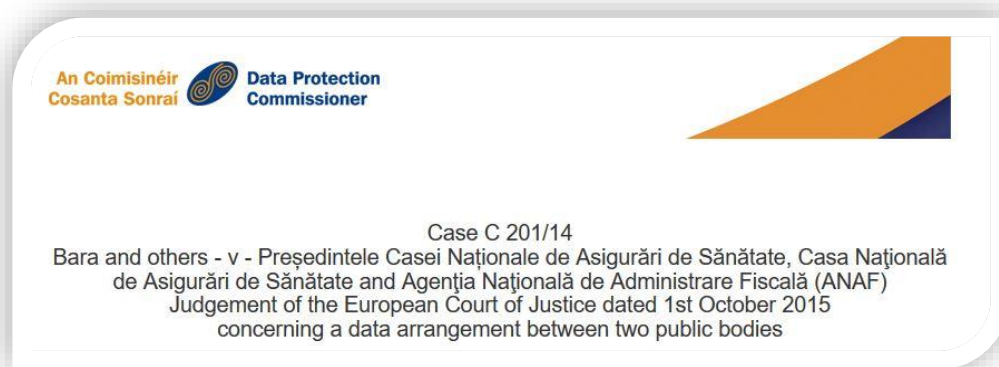 An Coimisinéir
Cosanta Sonraí
Data Protection
Commissioner
Case C 201/14
Bara and others - v - Președintele Casei Naționale de Asigurări de Sănătate, Casa Naţională
de Asigurări de Sănătate and Agenţia Naţională de Administrare Fiscală (ANAF)
Judgement of the European Court of Justice dated 1st October 2015
concerning a data arrangement between two public bodies